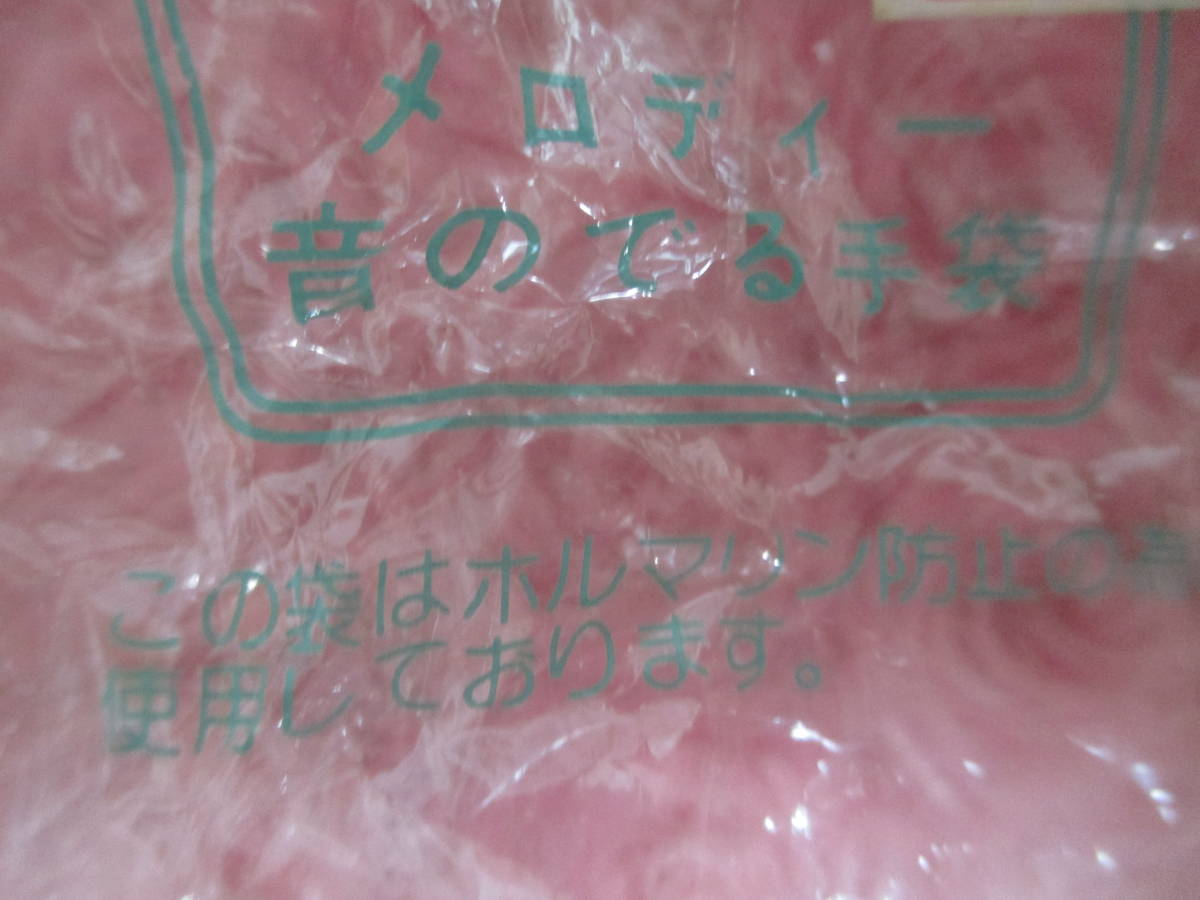 メロディー
音のでる手袋
この袋はホルマリン防止の
使用しております。